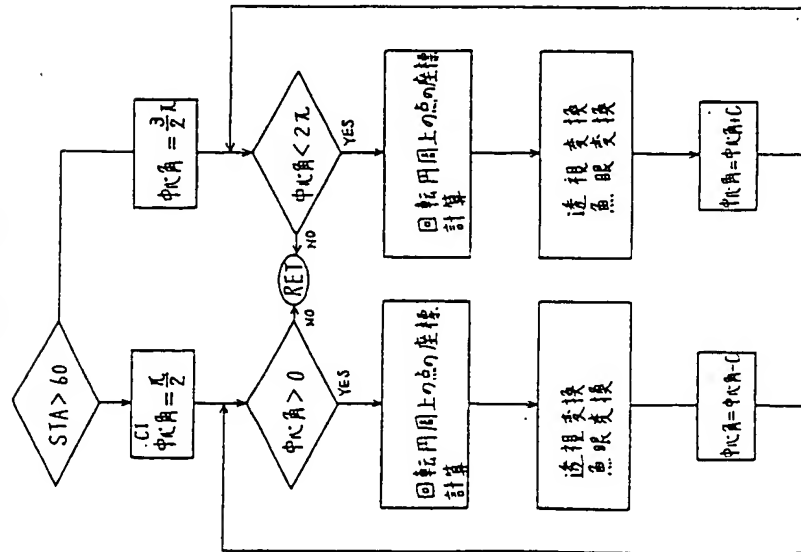 STA>60
CI
中心角=π/2
中心角=3/2π
中心角>0
NO
YES
RET
中心角<2π
NO
YES
回転円周上の点の座標
計算
回転円周上の点の座標
計算
透視変換
魚眼変換
透視変換
魚眼変換
中心角=中心角-C
中心角=中心角+C